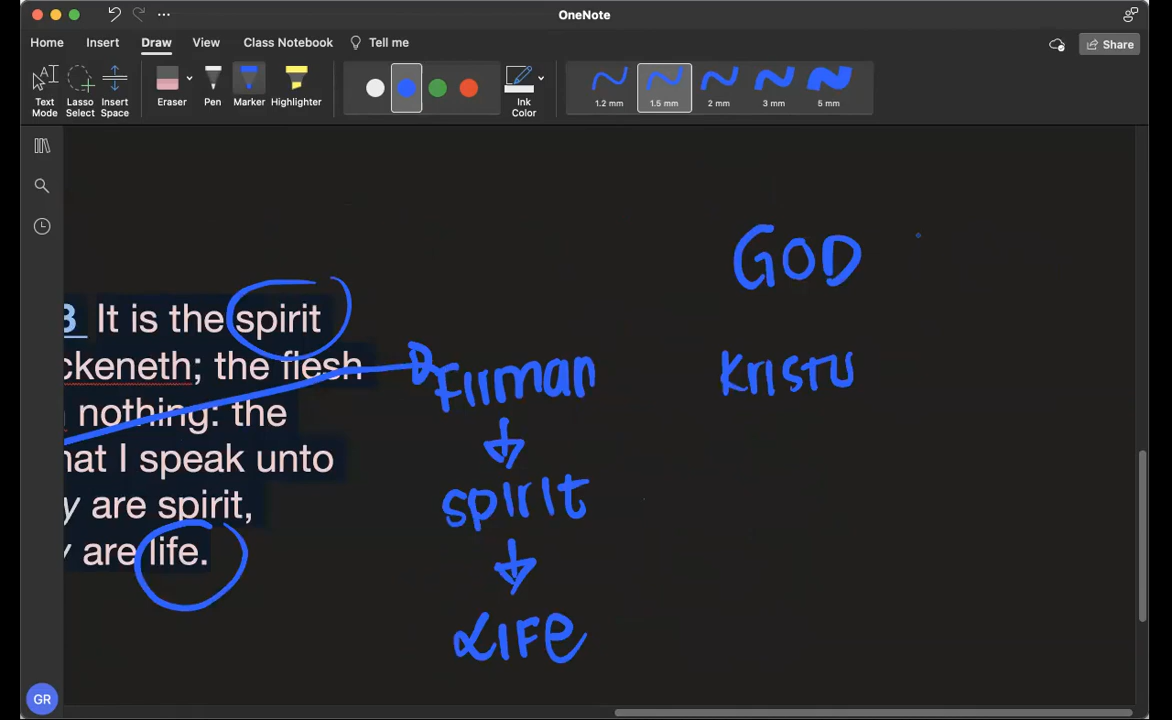 OneNote
Home Insert Draw View Class Notebook Tell me
Share
Text Mode
Lasso Select
Insert Space
Eraser
Pen
Marker
Highlighter
Ink Color
1.2 mm
1.5 mm
2 mm
3 mm
5 mm
3 It is the spirit
ckeneth; the flesh
nothing: the
hat I speak unto
y are spirit,
y are life.
Firman
spirit
LIFe
GOD
Kristu
GR